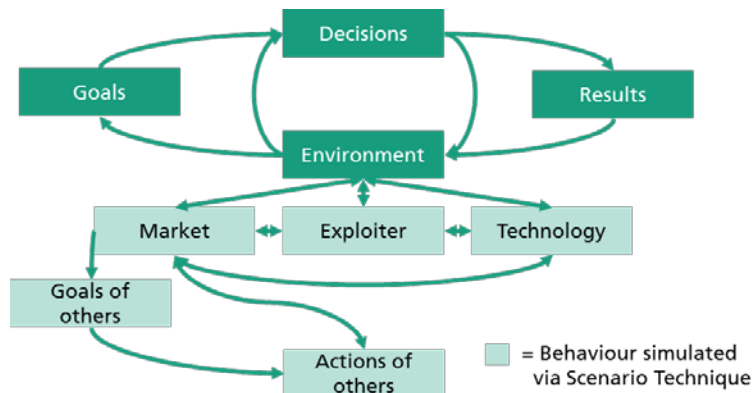 Decisions
Goals
Results
Environment
Market
Exploiter
Technology
Goals of
others
Actions of
others
= Behaviour simulated
via Scenario Technique